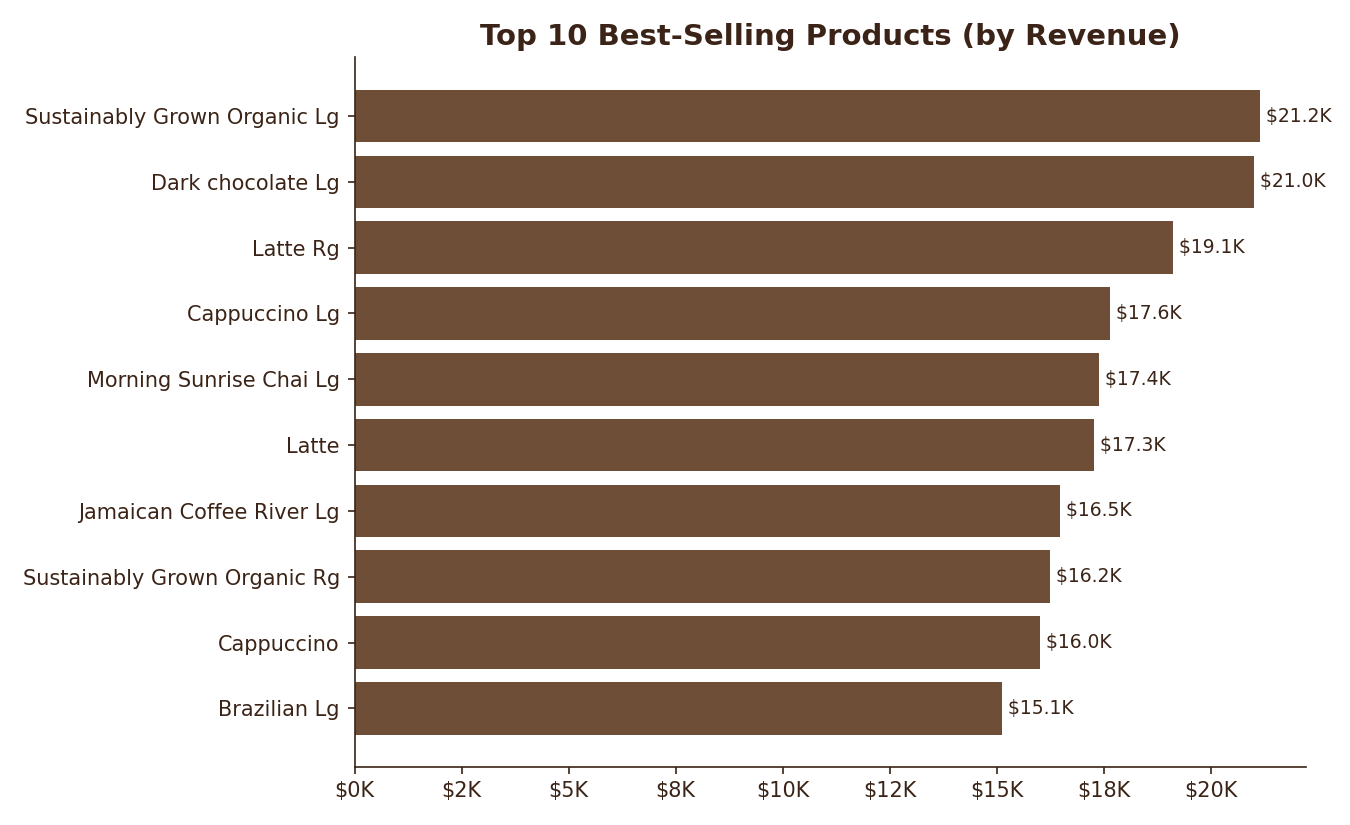 Top 10 Best-Selling Products (by Revenue)
Sustainably Grown Organic Lg $21.2K
Dark chocolate Lg $21.0K
Latte Rg $19.1K
Cappuccino Lg $17.6K
Morning Sunrise Chai Lg $17.4K
Latte $17.3K
Jamaican Coffee River Lg $16.5K
Sustainably Grown Organic Rg $16.2K
Cappuccino $16.0K
Brazilian Lg $15.1K
$0K $2K $5K $8K $10K $12K $15K $18K $20K